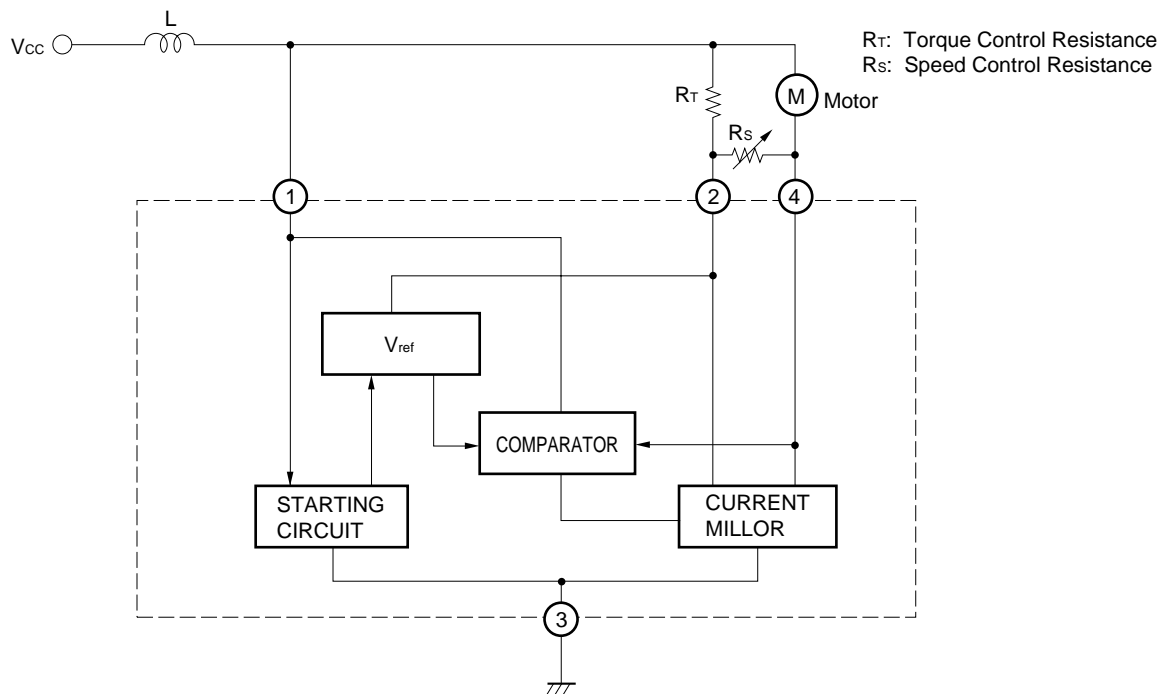 L
VCC
RT: Torque Control Resistance
RS: Speed Control Resistance
RT
M
Motor
RS
1
2
4
Vref
COMPARATOR
STARTING
CIRCUIT
CURRENT
MILLOR
3